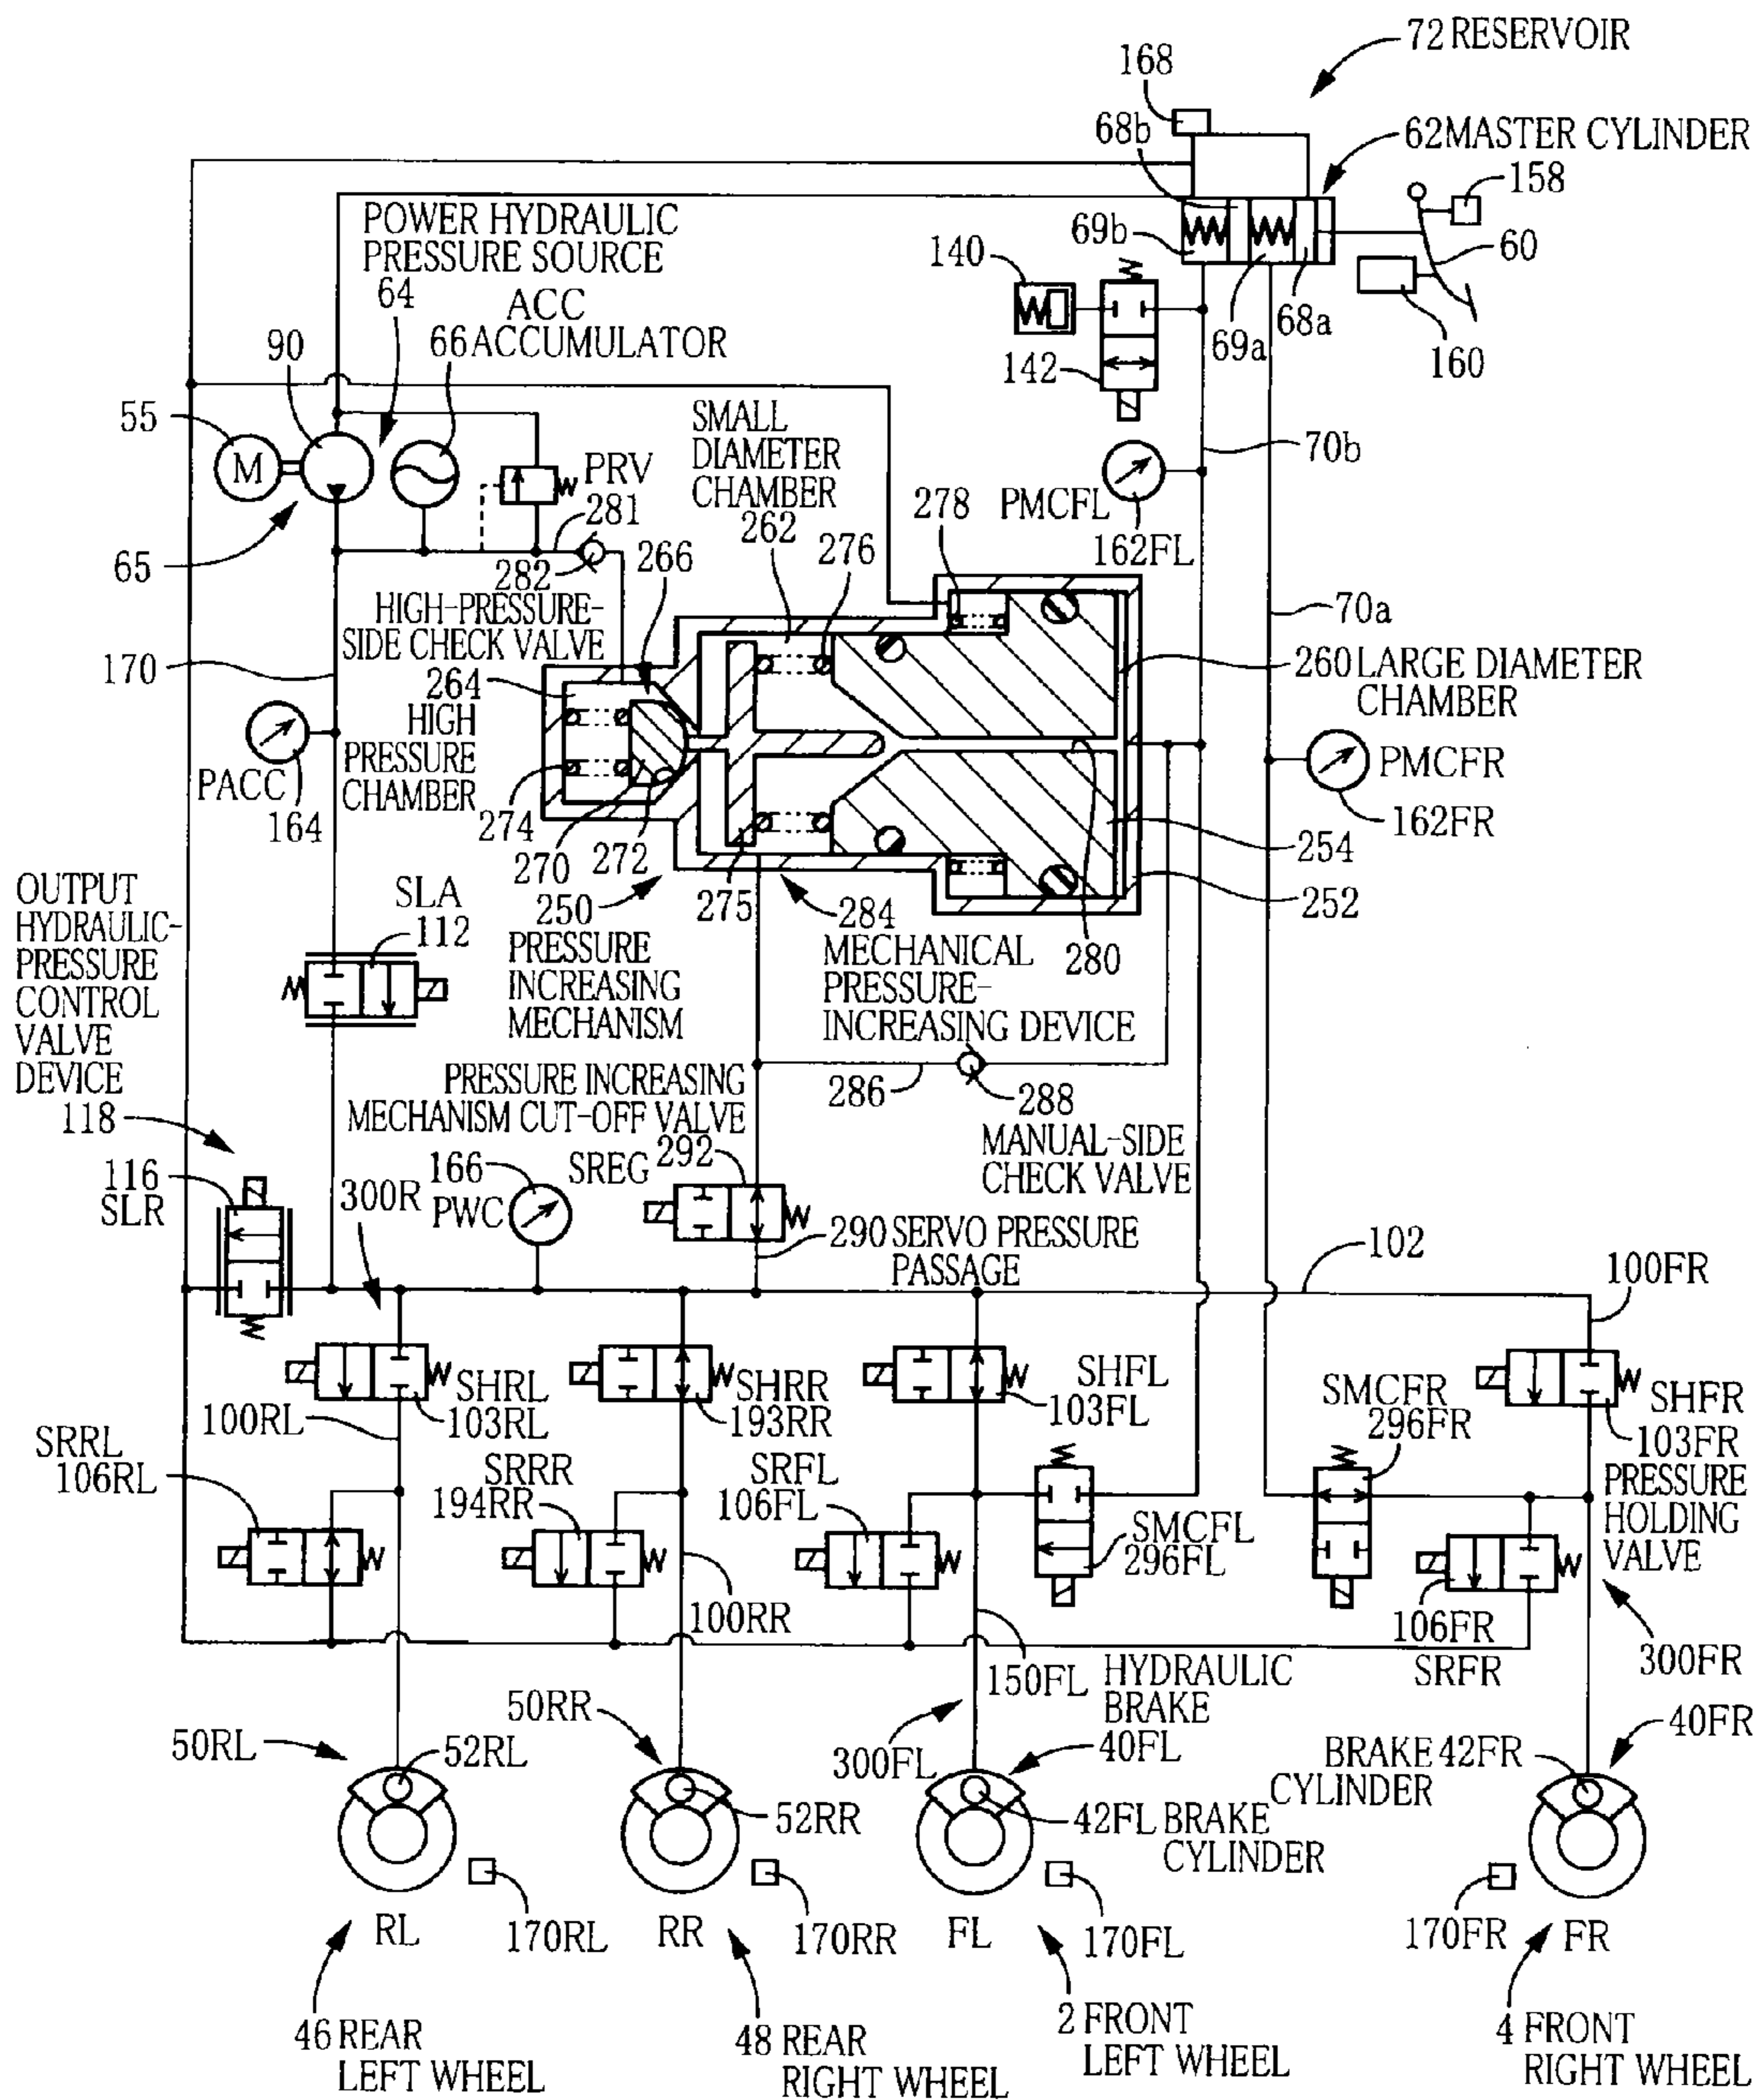 72 RESERVOIR
168
68b
62 MASTER CYLINDER
158
POWER HYDRAULIC
PRESSURE SOURCE
64
69b
60
140
ACC
66 ACCUMULATOR
90
69a
68a
160
142
55
M
SMALL
DIAMETER
CHAMBER
262
70b
PRV
281
278
PMCFL
162FL
65
282
266
276
HIGH-PRESSURE-
SIDE CHECK VALVE
70a
170
264
HIGH
PRESSURE
CHAMBER
260 LARGE DIAMETER
CHAMBER
PACC
164
274
PMCFR
162FR
270
272
254
OUTPUT
HYDRAULIC-
PRESSURE
CONTROL
VALVE
DEVICE
118
SLA
112
250
PRESSURE
INCREASING
MECHANISM
275
284
MECHANICAL
PRESSURE-
INCREASING DEVICE
280
252
PRESSURE INCREASING
MECHANISM CUT-OFF VALVE
286
288
MANUAL-SIDE
CHECK VALVE
116
SLR
300R
166
PWC
SREG
292
290 SERVO PRESSURE
PASSAGE
102
100FR
SHRL
103RL
SHRR
193RR
SHFL
103FL
SMCFR
296FR
SHFR
103FR
PRESSURE
HOLDING
VALVE
100RL
SRRL
106RL
SRRR
194RR
SRFL
106FL
SMCFL
296FL
100RR
106FR
SRFR
300FR
150FL
HYDRAULIC
BRAKE
40FL
50RL
52RL
50RR
300FL
BRAKE
CYLINDER
42FR
40FR
52RR
42FL BRAKE
CYLINDER
RL
170RL
RR
170RR
FL
170FL
170FR
FR
46 REAR
LEFT WHEEL
48 REAR
RIGHT WHEEL
2 FRONT
LEFT WHEEL
4 FRONT
RIGHT WHEEL